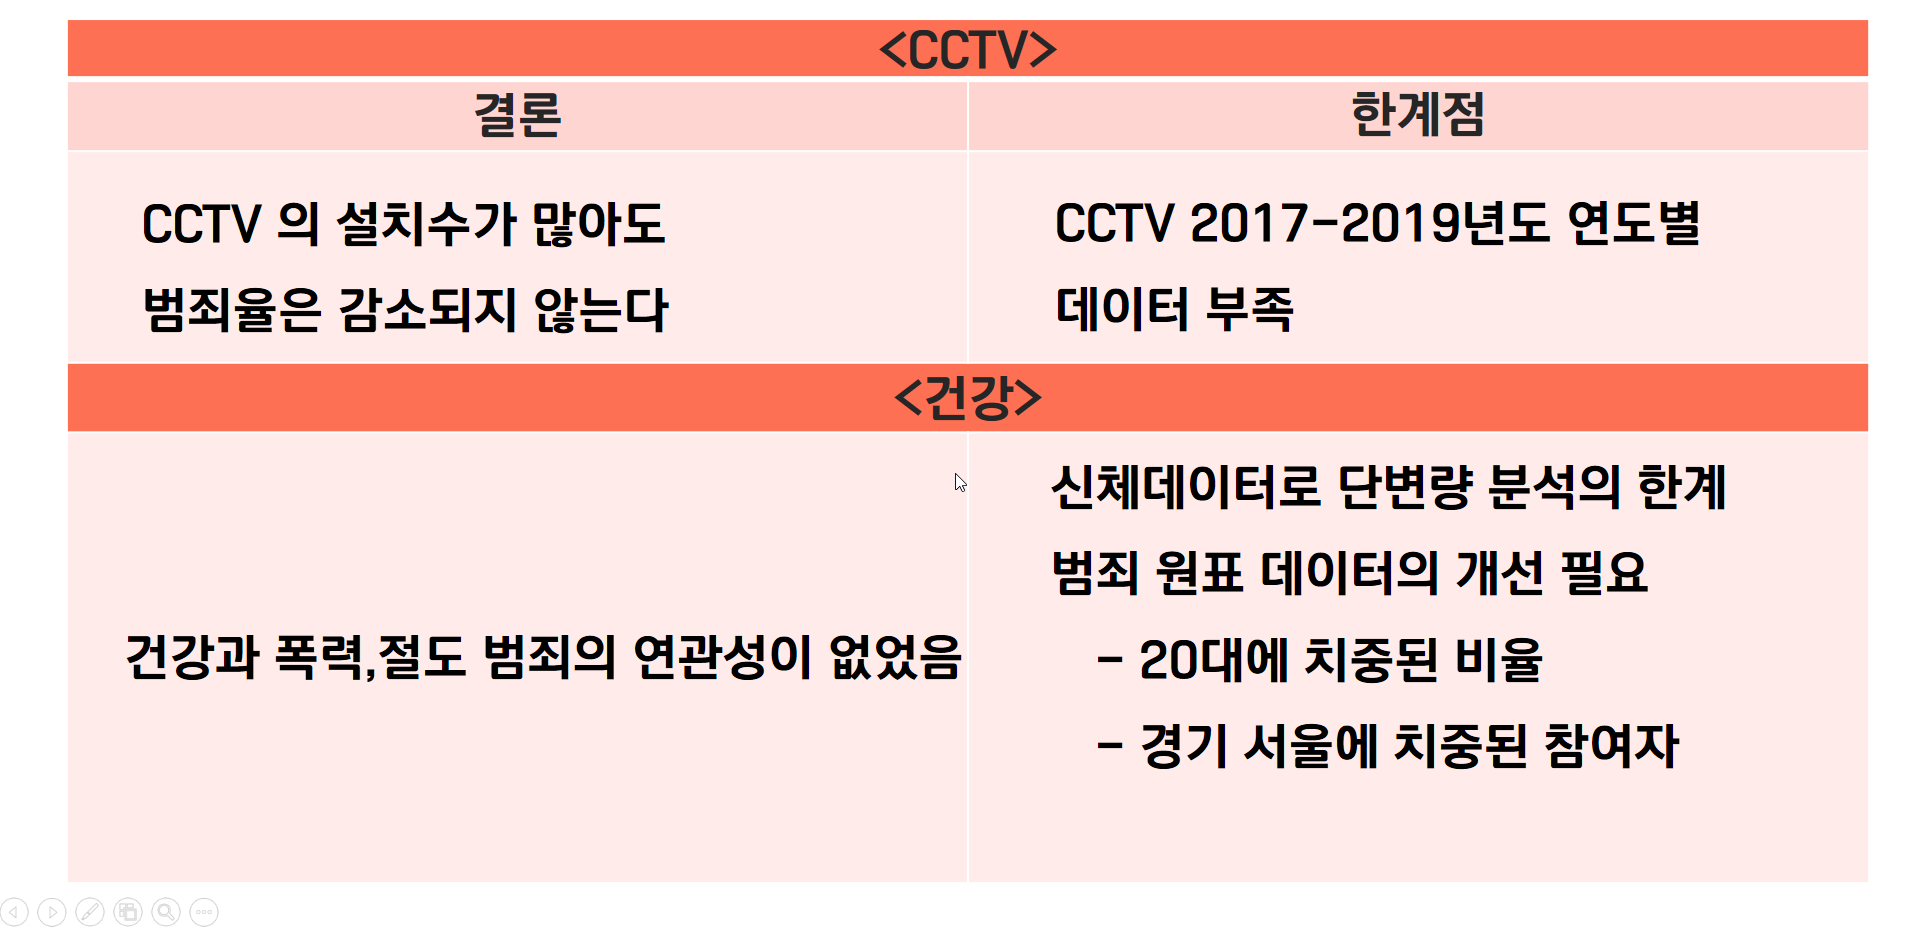 <CCTV>
결론
한계점
CCTV 의 설치수가 많아도
범죄율은 감소되지 않는다
CCTV 2017-2019년도 연도별
데이터 부족
<건강>
건강과 폭력,절도 범죄의 연관성이 없었음
신체데이터로 단변량 분석의 한계
범죄 원표 데이터의 개선 필요
- 20대에 치중된 비율
- 경기 서울에 치중된 참여자